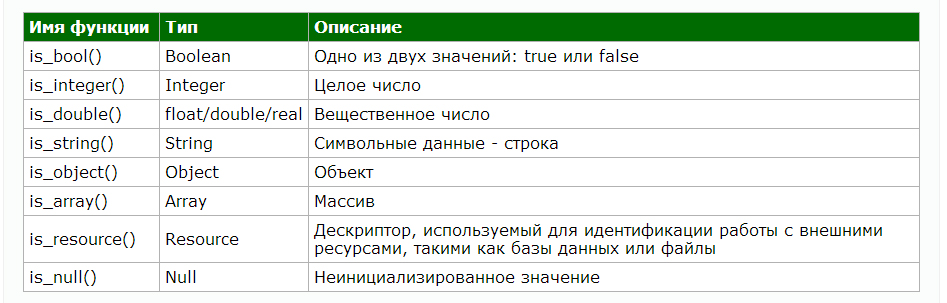 Имя функции Тип Описание
is_bool() Boolean Одно из двух значений: true или false
is_integer() Integer Целое число
is_double() float/double/real Вещественное число
is_string() String Символьные данные - строка
is_object() Object Объект
is_array() Array Массив
is_resource() Resource Дескриптор, используемый для идентификации работы с внешними
ресурсами, такими как базы данных или файлы
is_null() Null Неинициализированное значение